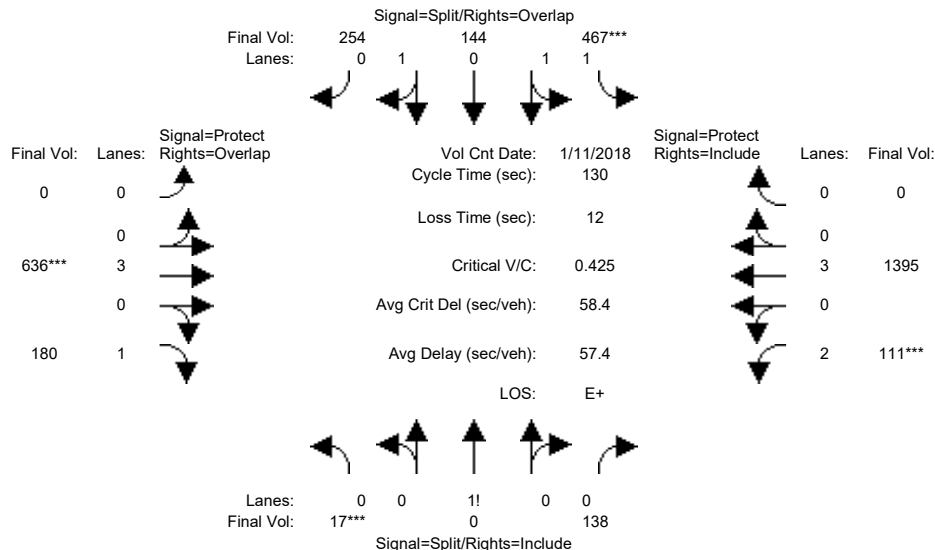 Signal=Split/Rights=Overlap
Final Vol: 254 144 467***
Lanes: 0 1 0 1 1
Signal=Protect Signal=Protect
Final Vol: Lanes: Rights=Overlap Vol Cnt Date: 1/11/2018 Rights=Include Lanes: Final Vol:
Cycle Time (sec): 130
0 0 0 0
Loss Time (sec): 12
0 0
636*** 3 Critical V/C: 0.425 3 1395
0 Avg Crit Del (sec/veh): 58.4 0
180 1 Avg Delay (sec/veh): 57.4 2 111***
LOS: E+
Lanes: 0 0 1! 0 0
Final Vol: 17*** 0 138
Signal=Split/Rights=Include